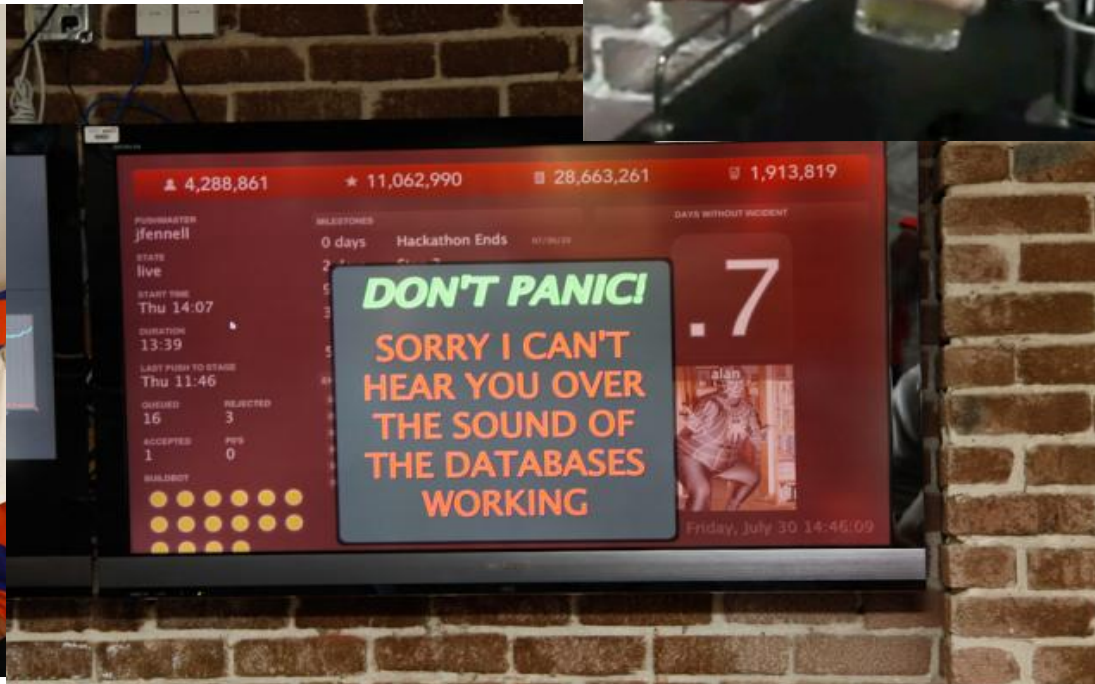 4,288,861
11,062,990
28,663,261
1,913,819
PUSHMASTER
jfennell
STATE
live
START TIME
Thu 14:07
DURATION
13:39
LAST PUSH TO STAGE
Thu 11:46
QUEUED REJECTED
16 3
ACCEPTED
1 0
BUILDBOT
MILESTONES
0 days Hackathon Ends
DAYS WITHOUT INCIDENT
.7
DON'T PANIC!
SORRY I CAN'T
HEAR YOU OVER
THE SOUND OF
THE DATABASES
WORKING
alan
Friday, July 30 14:46:09